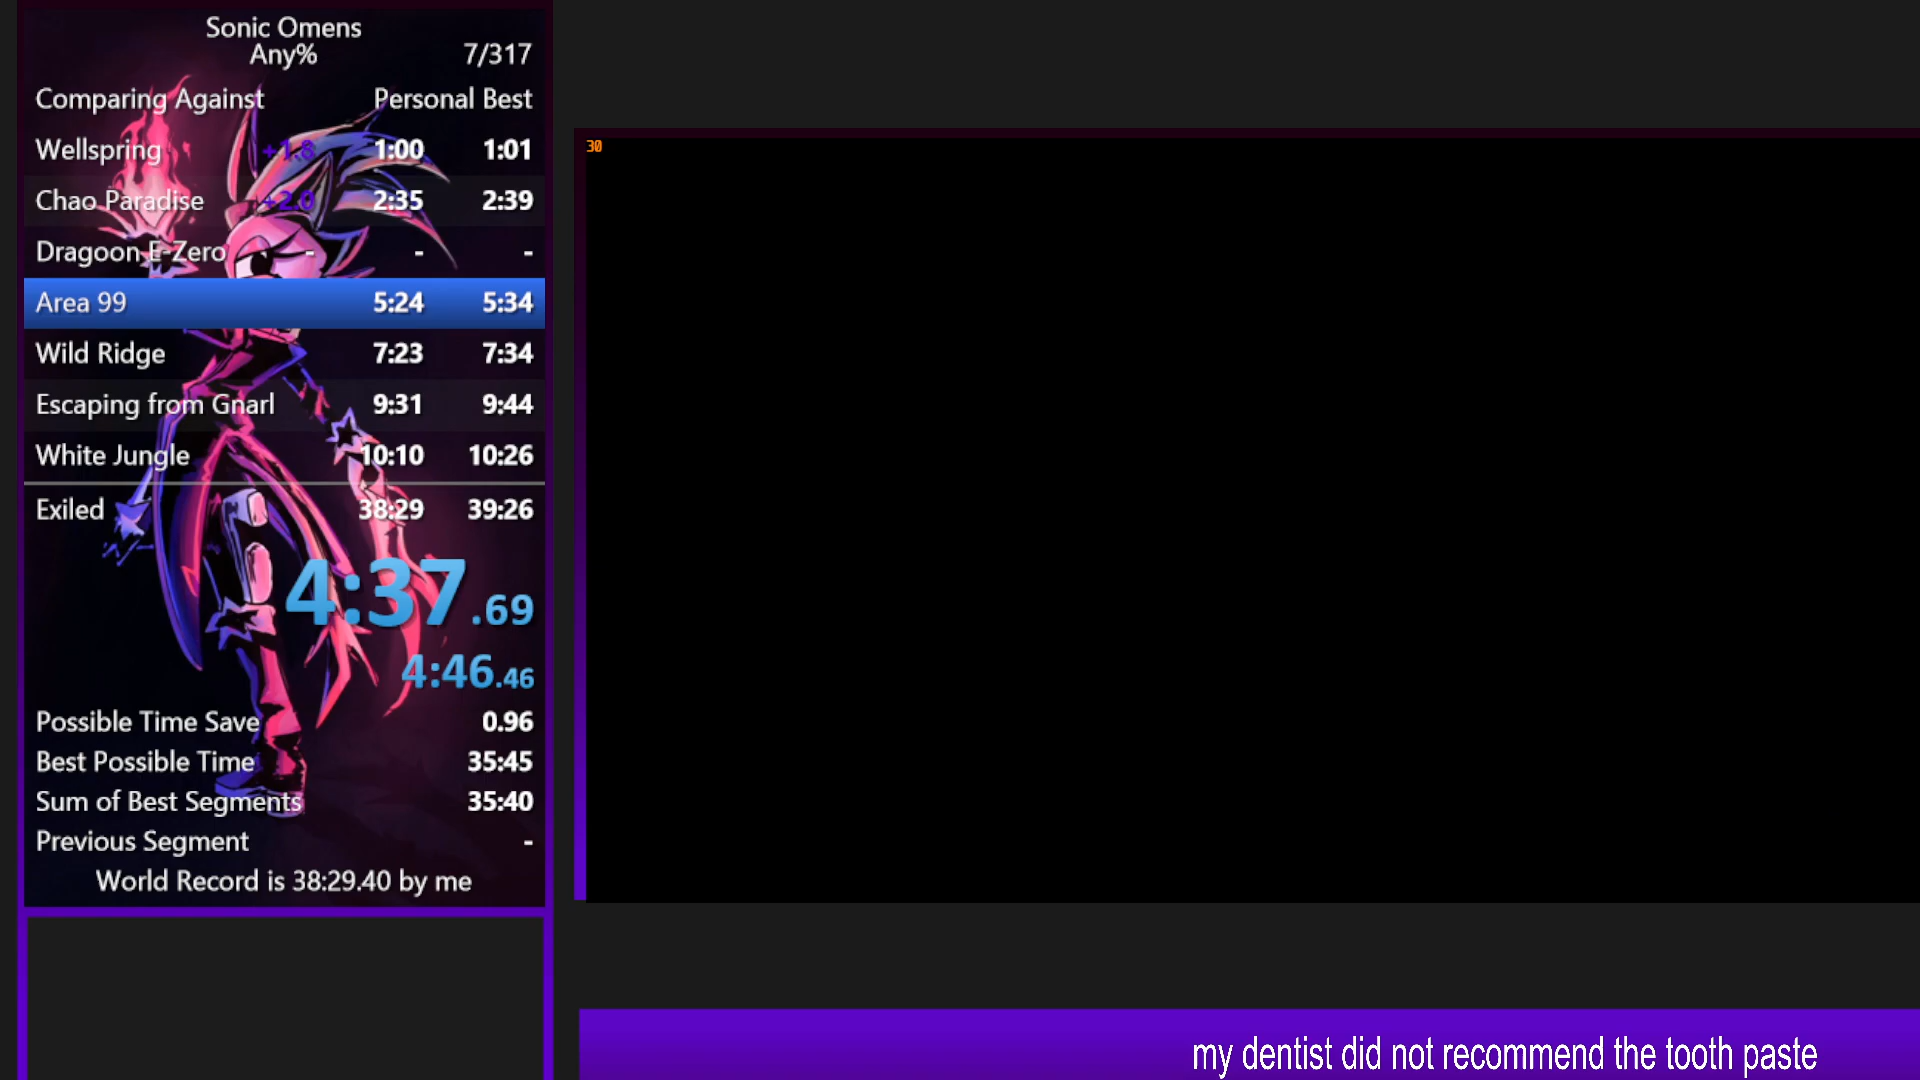 Sonic Omens
Any% 7/317
Comparing Against Personal Best
Wellspring +1.8 1:00 1:01
Chao Paradise +2.0 2:35 2:39
Dragoon E-Zero - - -
Area 99 5:24 5:34
Wild Ridge 7:23 7:34
Escaping from Gnarl 9:31 9:44
White Jungle 10:10 10:26
Exiled 38:29 39:26
4:37.69
4:46.46
Possible Time Save 0.96
Best Possible Time 35:45
Sum of Best Segments 35:40
Previous Segment -
World Record is 38:29.40 by me
30
my dentist did not recommend the tooth paste